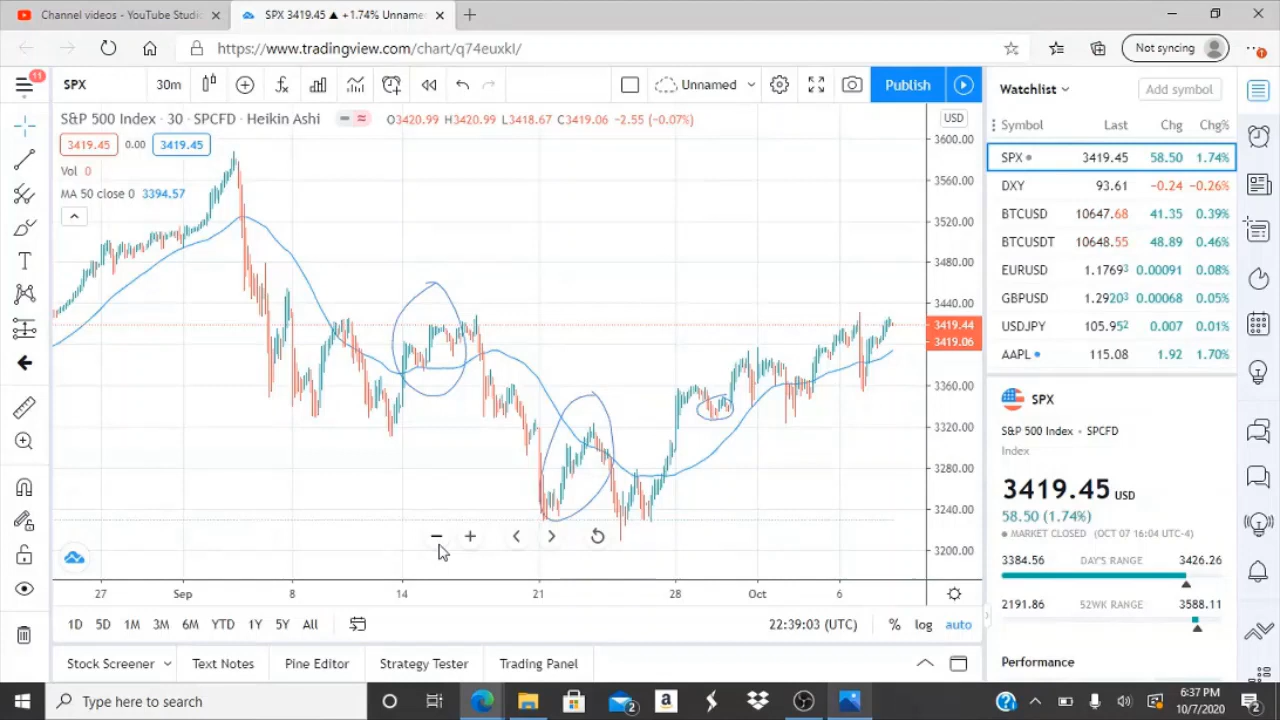 Channel videos - YouTube Studi
SPX 3419.45 ▲ +1.74% Unname
https://www.tradingview.com/chart/q74euxkl/
Not syncing
11
SPX
30m
Unnamed
Publish
S&P 500 Index · 30 · SPCFD · Heikin Ashi
O3420.99 H3420.99 L3418.67 C3419.06 -2.55 (-0.07%)
3419.45 0.00 3419.45
Vol 0
MA 50 close 0 3394.57
USD
3600.00
3560.00
3520.00
3480.00
3440.00
3419.44
3419.06
3360.00
3320.00
3280.00
3240.00
3200.00
27 Sep 8 14 21 28 Oct 6
1D 5D 1M 3M 6M YTD 1Y 5Y All
22:39:03 (UTC) % log auto
Stock Screener Text Notes Pine Editor Strategy Tester Trading Panel
Watchlist
Add symbol
Symbol Last Chg Chg%
SPX 3419.45 58.50 1.74%
DXY 93.61 -0.24 -0.26%
BTCUSD 10647.68 41.35 0.39%
BTCUSDT 10648.55 48.89 0.46%
EURUSD 1.17693 0.00091 0.08%
GBPUSD 1.29203 0.00068 0.05%
USDJPY 105.952 0.007 0.01%
AAPL 115.08 1.92 1.70%
SPX
S&P 500 Index · SPCFD
Index
3419.45 USD
58.50 (1.74%)
MARKET CLOSED (OCT 07 16:04 UTC-4)
3384.56 DAY'S RANGE 3426.26
2191.86 52WK RANGE 3588.11
Performance
Type here to search
2
6:37 PM
10/7/2020
2